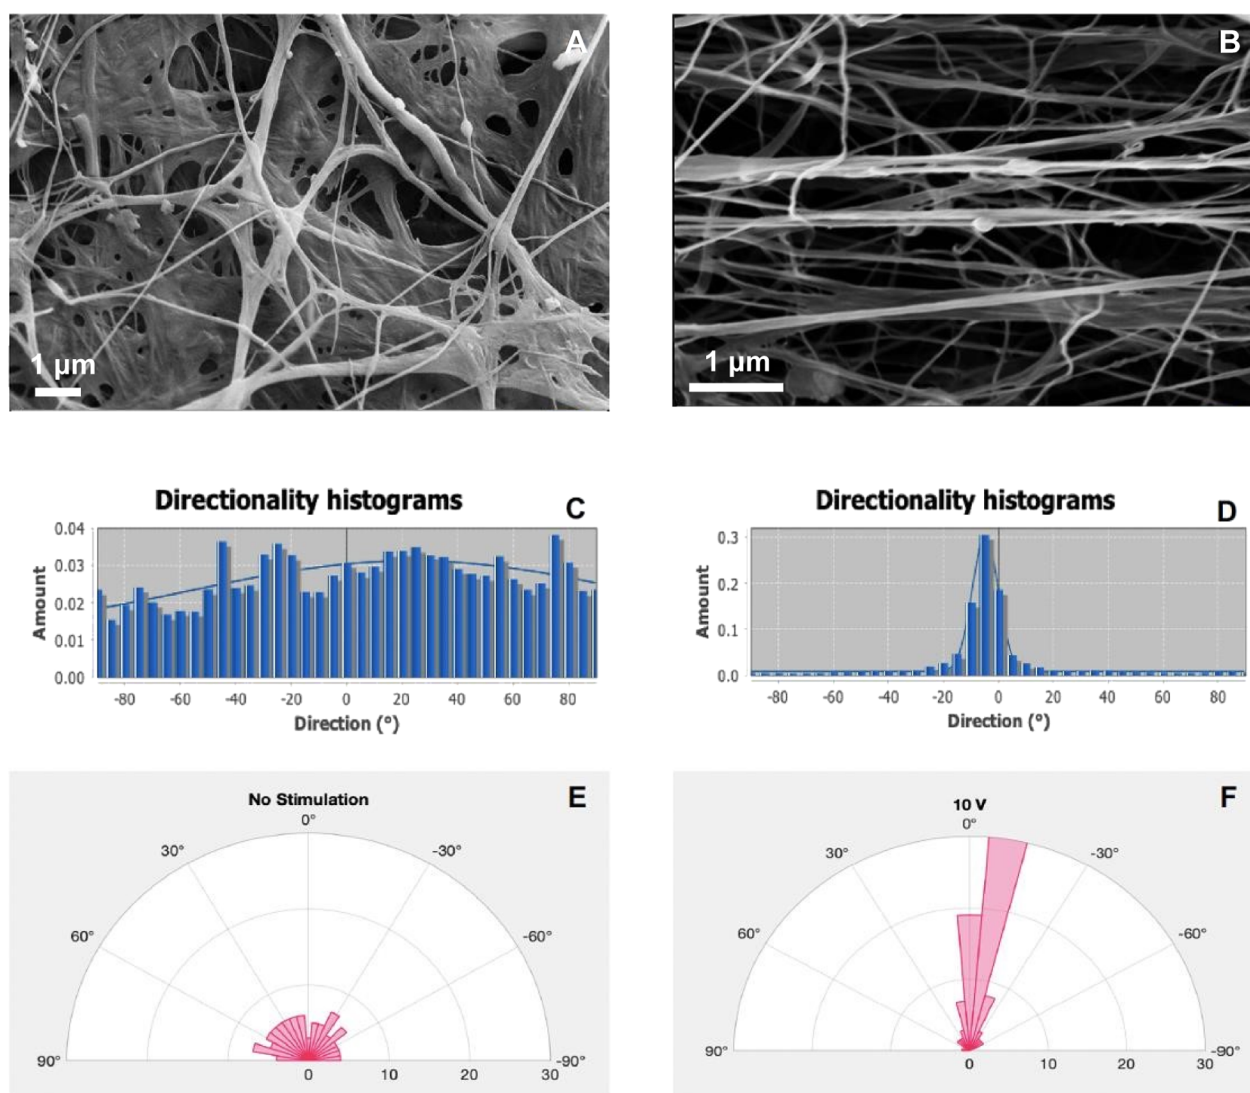 A
B
1 µm
1 µm
Directionality histograms
C
Directionality histograms
D
0.04
0.03
0.02
0.01
0.00
Amount
-80 -60 -40 -20 0 20 40 60 80
Direction (°)
0.3
0.2
0.1
0.0
Amount
-80 -60 -40 -20 0 20 40 60 80
Direction (°)
No Stimulation
E
0°
30° -30°
60° -60°
90° -90°
0 10 20 30
10 V
F
0°
30° -30°
60° -60°
90° -90°
0 10 20 30